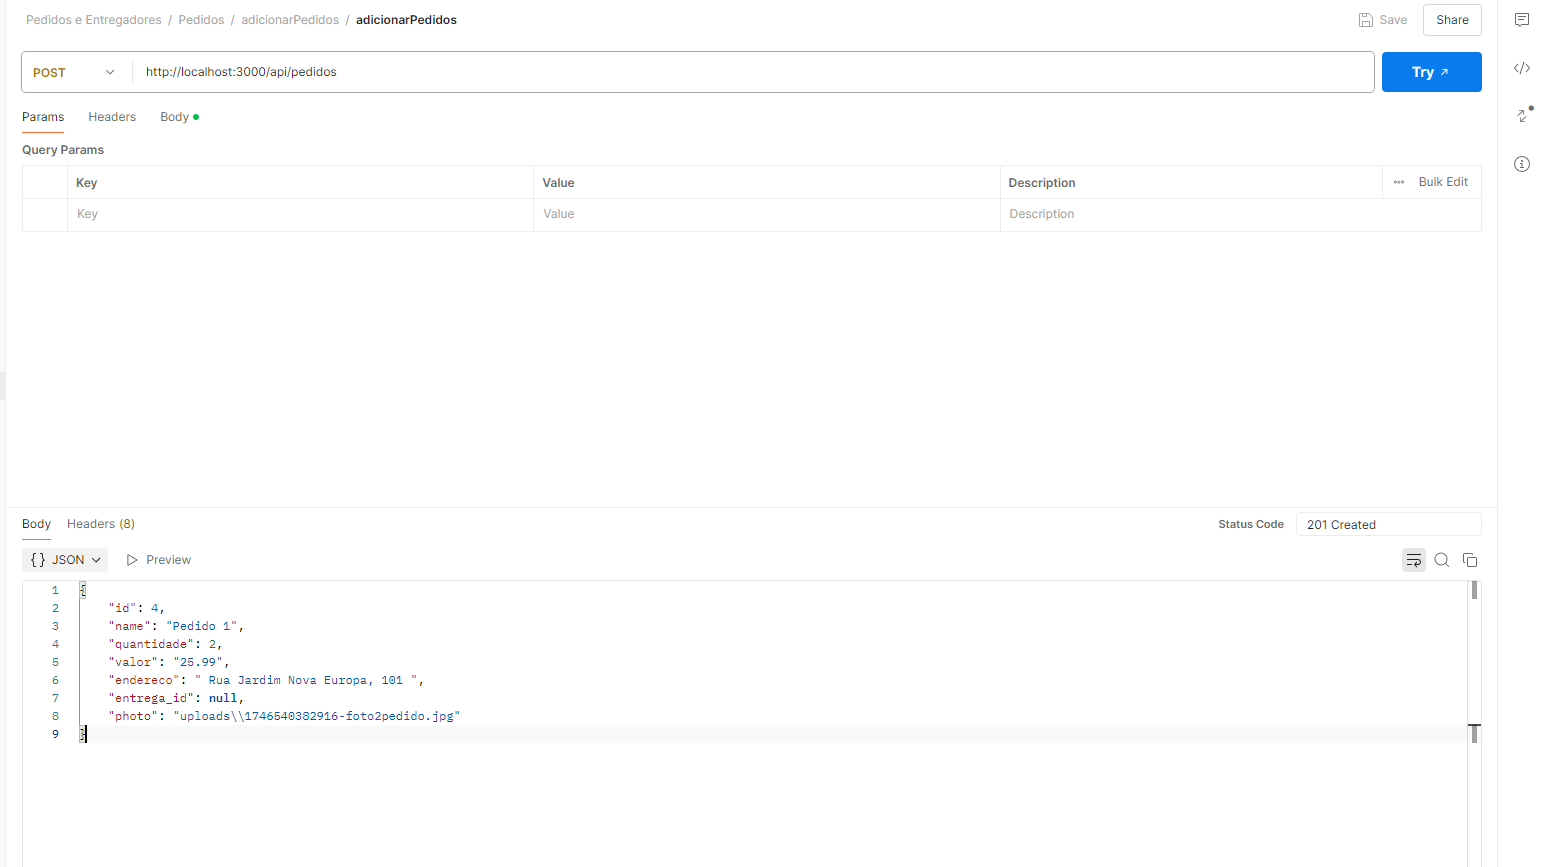 Pedidos e Entregadores / Pedidos / adicionarPedidos / adicionarPedidos
Save
Share
POST
http://localhost:3000/api/pedidos
Try
Params Headers Body
Query Params
Key Value Description ••• Bulk Edit
Key Value Description
Body Headers (8)
Status Code 201 Created
{} JSON Preview
1 {
2 "id": 4,
3 "name": "Pedido 1",
4 "quantidade": 2,
5 "valor": "25.99",
6 "endereco": " Rua Jardim Nova Europa, 101 ",
7 "entrega_id": null,
8 "photo": "uploads\\1746540382916-foto2pedido.jpg"
9 }